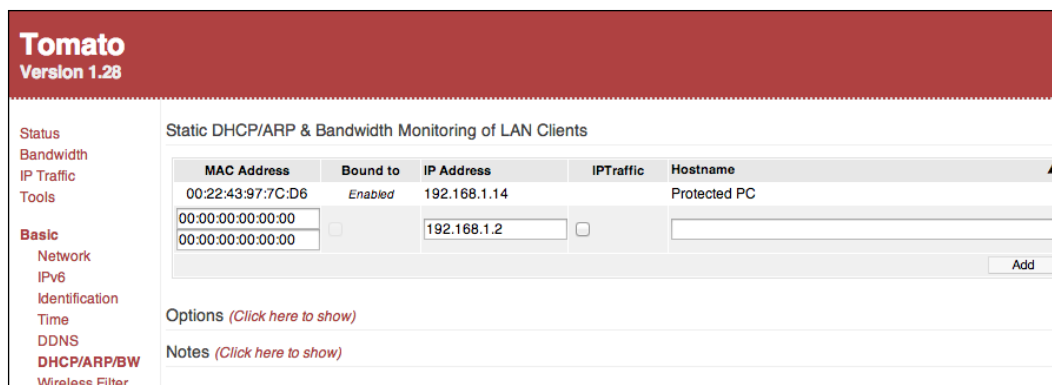 Tomato
Version 1.28
Status
Bandwidth
IP Traffic
Tools
Basic
Network
IPv6
Identification
Time
DDNS
DHCP/ARP/BW
Wireless Filter
Static DHCP/ARP & Bandwidth Monitoring of LAN Clients
MAC Address Bound to IP Address IPTraffic Hostname
00:22:43:97:7C:D6 Enabled 192.168.1.14 Protected PC
00:00:00:00:00:00
00:00:00:00:00:00
192.168.1.2
Add
Options (Click here to show)
Notes (Click here to show)